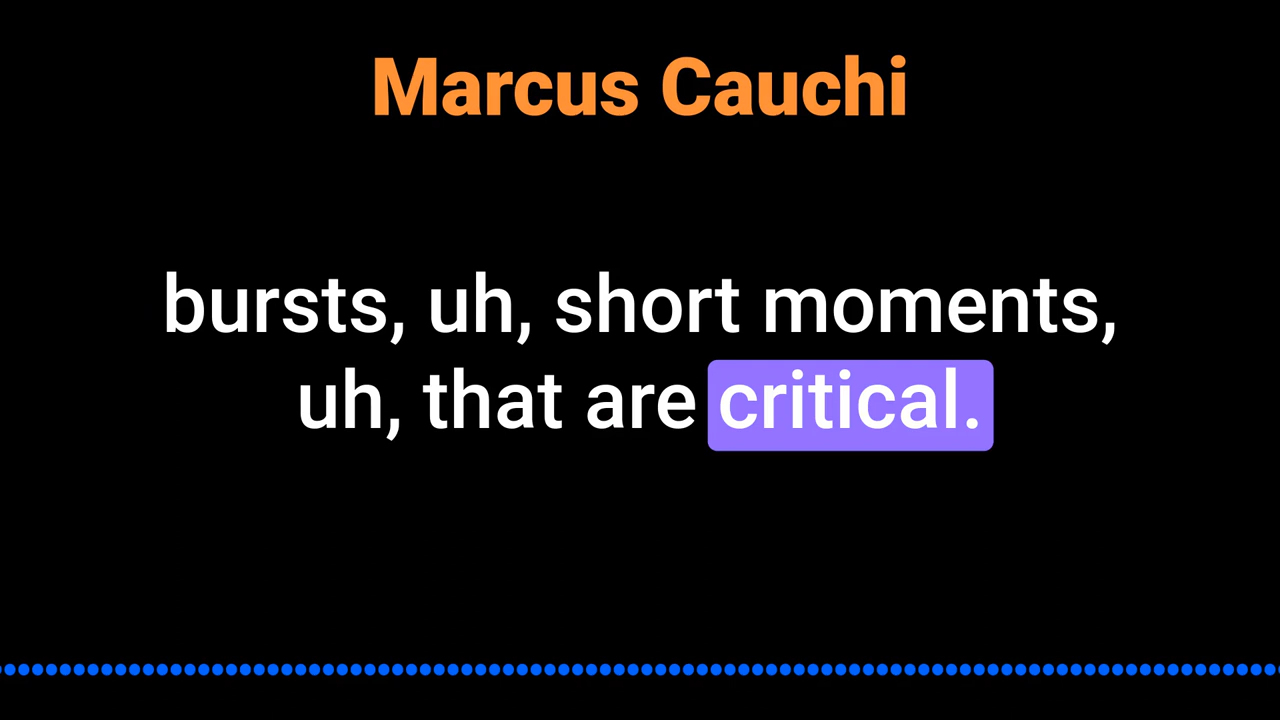 Marcus Cauchi
bursts, uh, short moments,
uh, that are critical.